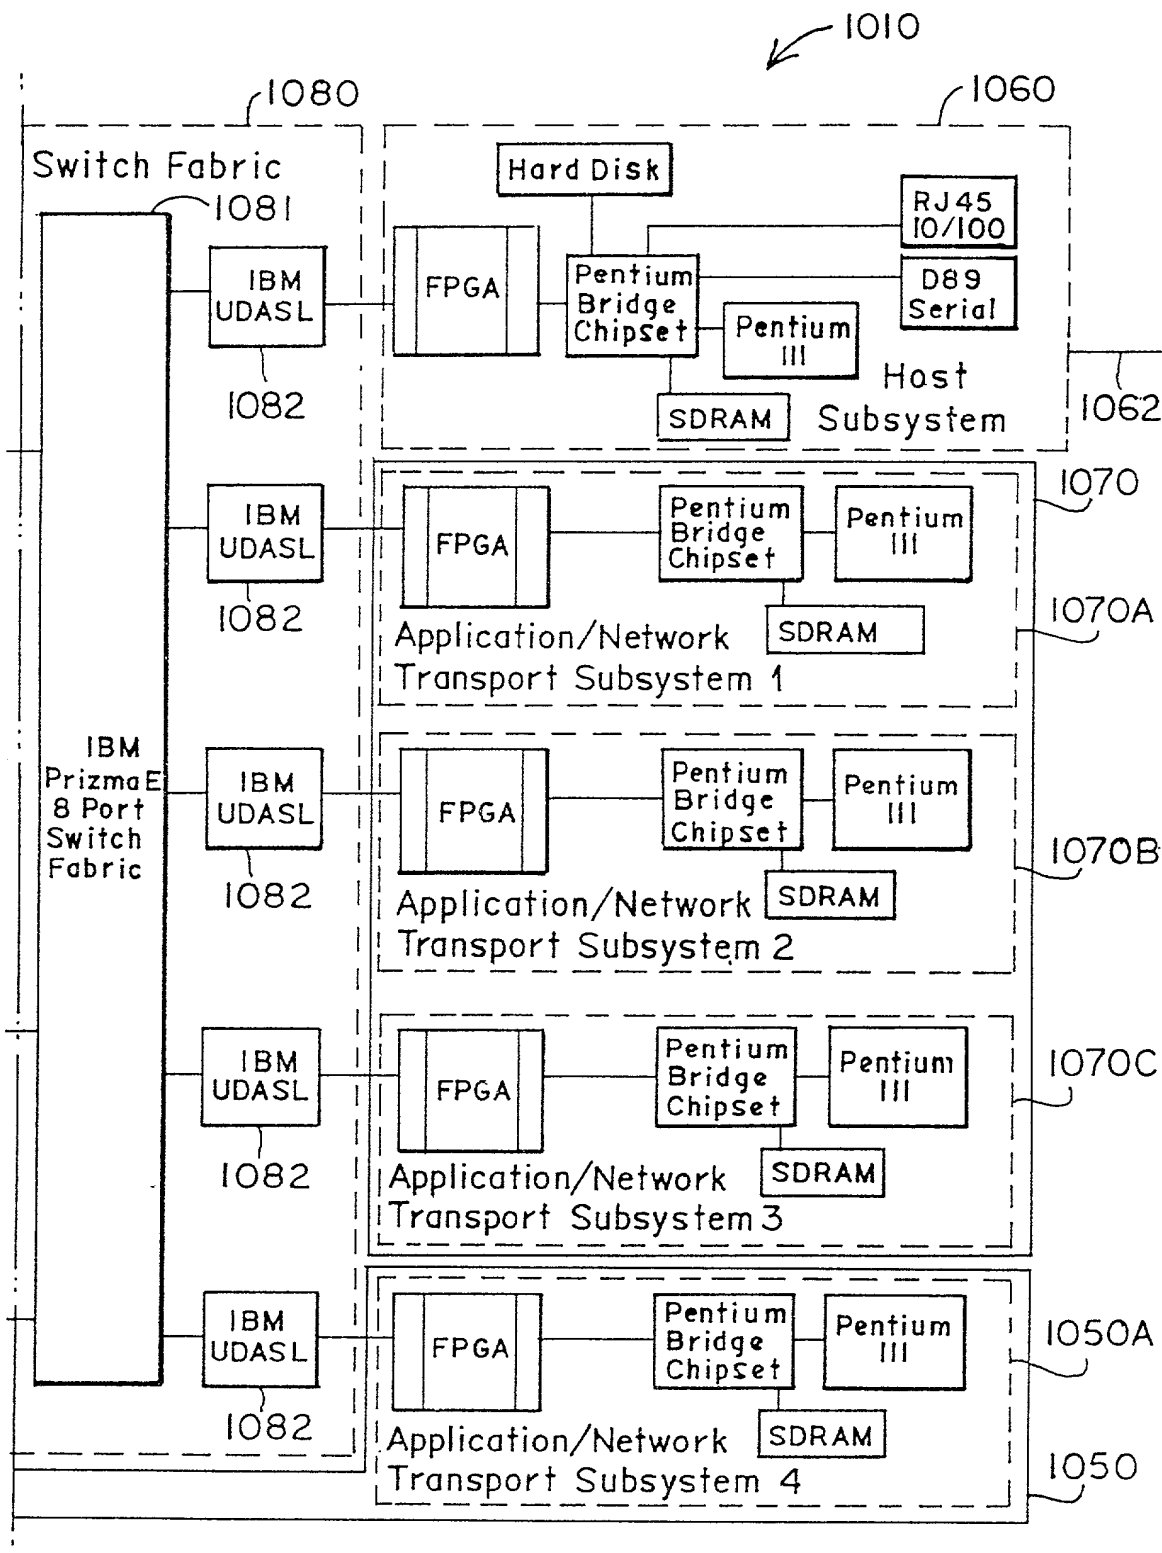 1010
1080
1060
Switch Fabric
1081
Hard Disk
RJ45
10/100
IBM
UDASL
FPGA
Pentium
Bridge
Chipset
D89
Serial
Pentium
III
1082
SDRAM
Host
Subsystem
1062
1070
IBM
UDASL
FPGA
Pentium
Bridge
Chipset
Pentium
III
1082
SDRAM
1070A
Application/Network
Transport Subsystem 1
IBM
PrizmaE
8 Port
Switch
Fabric
IBM
UDASL
FPGA
Pentium
Bridge
Chipset
Pentium
III
1082
SDRAM
1070B
Application/Network
Transport Subsystem 2
IBM
UDASL
FPGA
Pentium
Bridge
Chipset
Pentium
III
1070C
1082
SDRAM
Application/Network
Transport Subsystem 3
IBM
UDASL
FPGA
Pentium
Bridge
Chipset
Pentium
III
1050A
1082
SDRAM
Application/Network
Transport Subsystem 4
1050